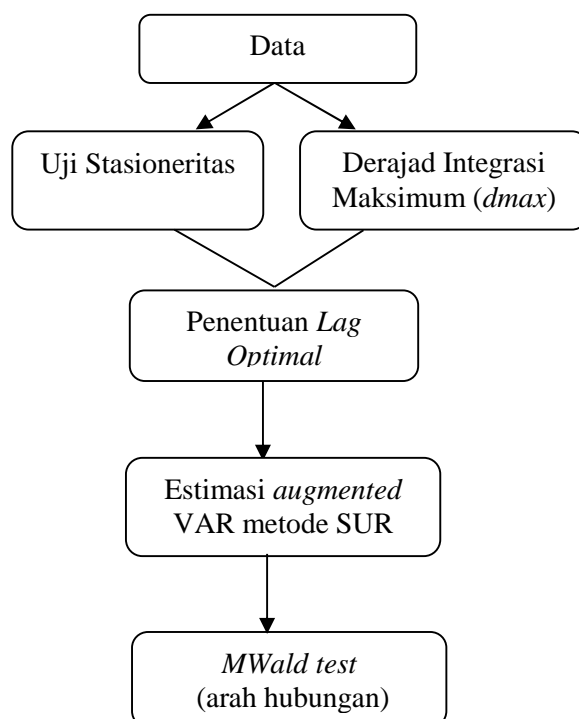 Data
Uji Stasioneritas
Derajad Integrasi
Maksimum (dmax)
Penentuan Lag
Optimal
Estimasi augmented
VAR metode SUR
MWald test
(arah hubungan)